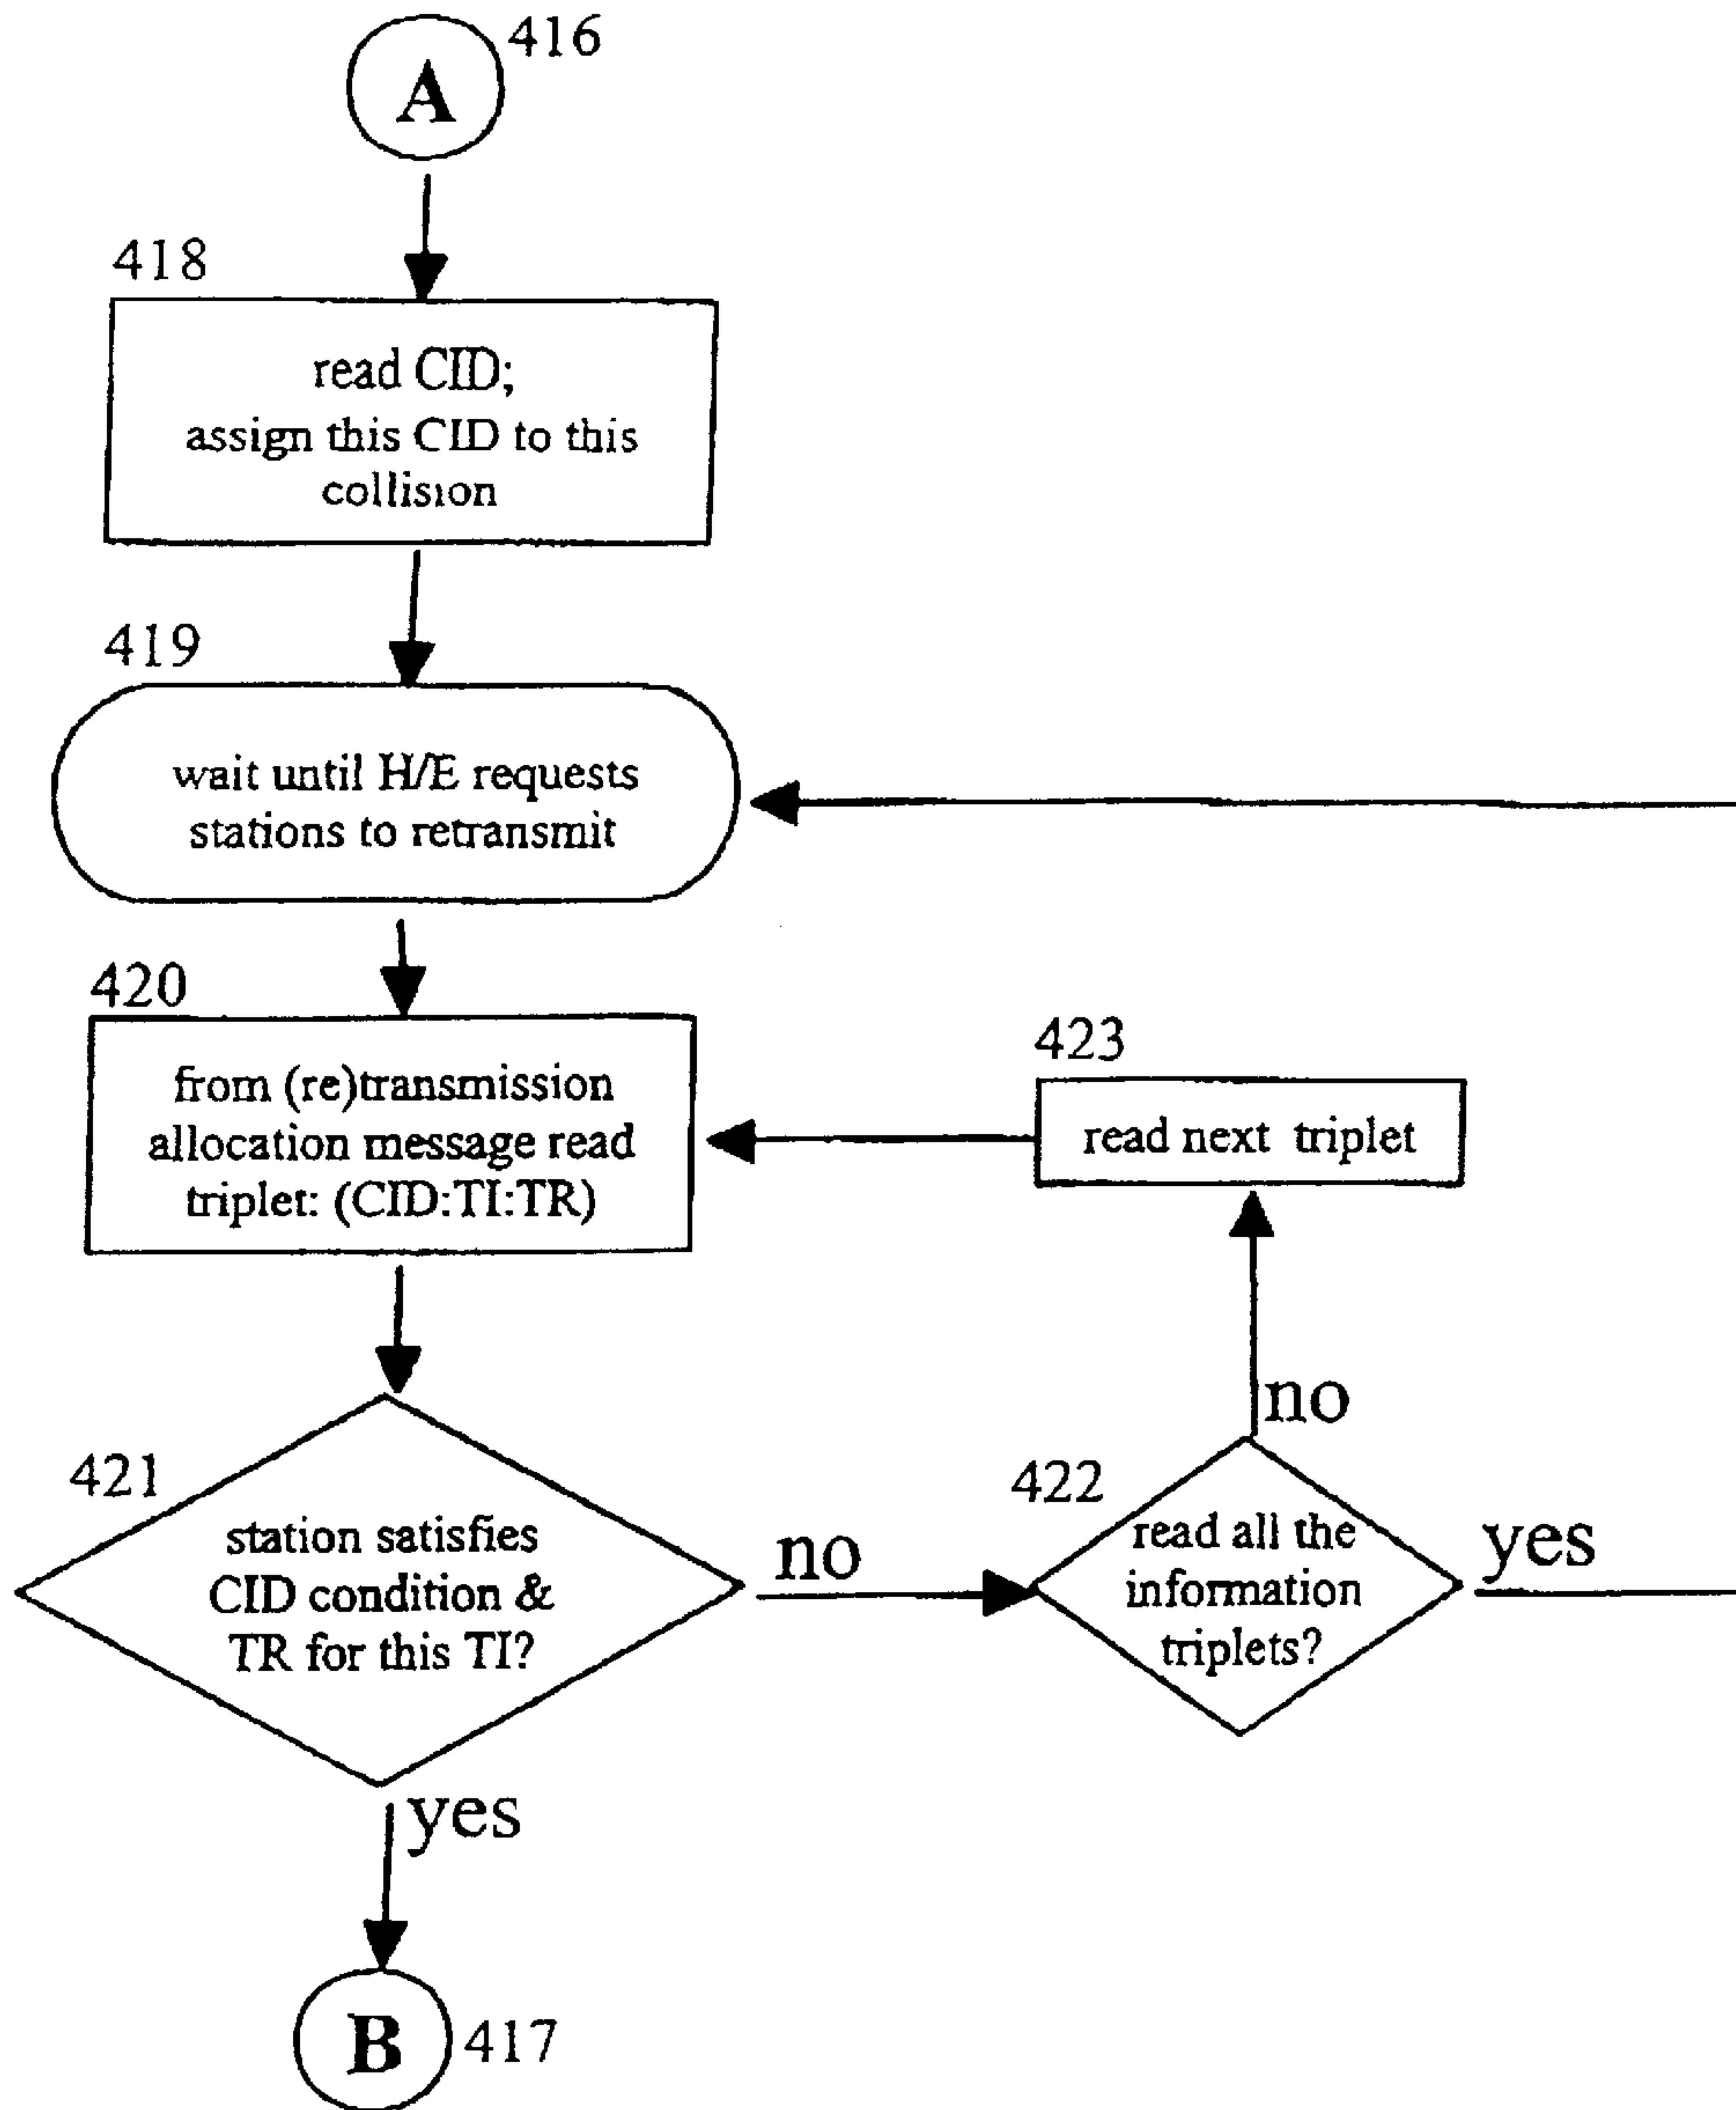 416
A
418
read CID;
assign this CID to this
collision
419
wait until H/E requests
stations to retransmit
420
from (re)transmission
allocation message read
triplet: (CID:TI:TR)
423
read next triplet
no
421
station satisfies
CID condition &
TR for this TI?
no
422
read all the
information
triplets?
yes
yes
B
417